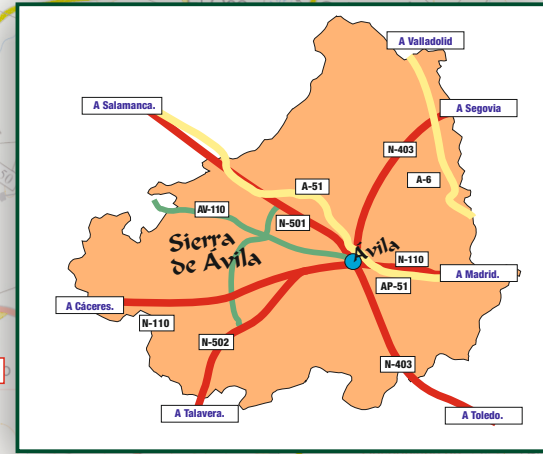 A Valladolid
A Salamanca.
A Segovia
N-403
A-6
A-51
AV-110
N-501
Sierra
de Ávila
Ávila
N-110
A Madrid.
AP-51
A Cáceres.
N-110
N-502
N-403
A Talavera.
A Toledo.
50